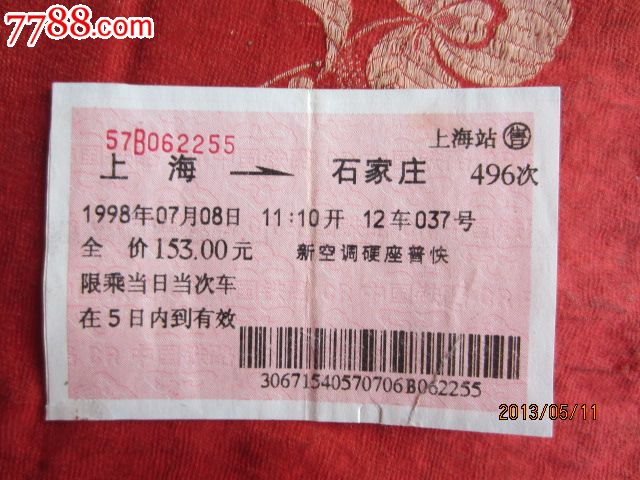 7788.com
57B062255
上海站 售
上海 → 石家庄 496次
1998年07月08日 11:10开 12车037号
全 价153.00元 新空调硬座普快
限乘当日当次车
在5日内到有效
30671540570706B062255
2013/05/11